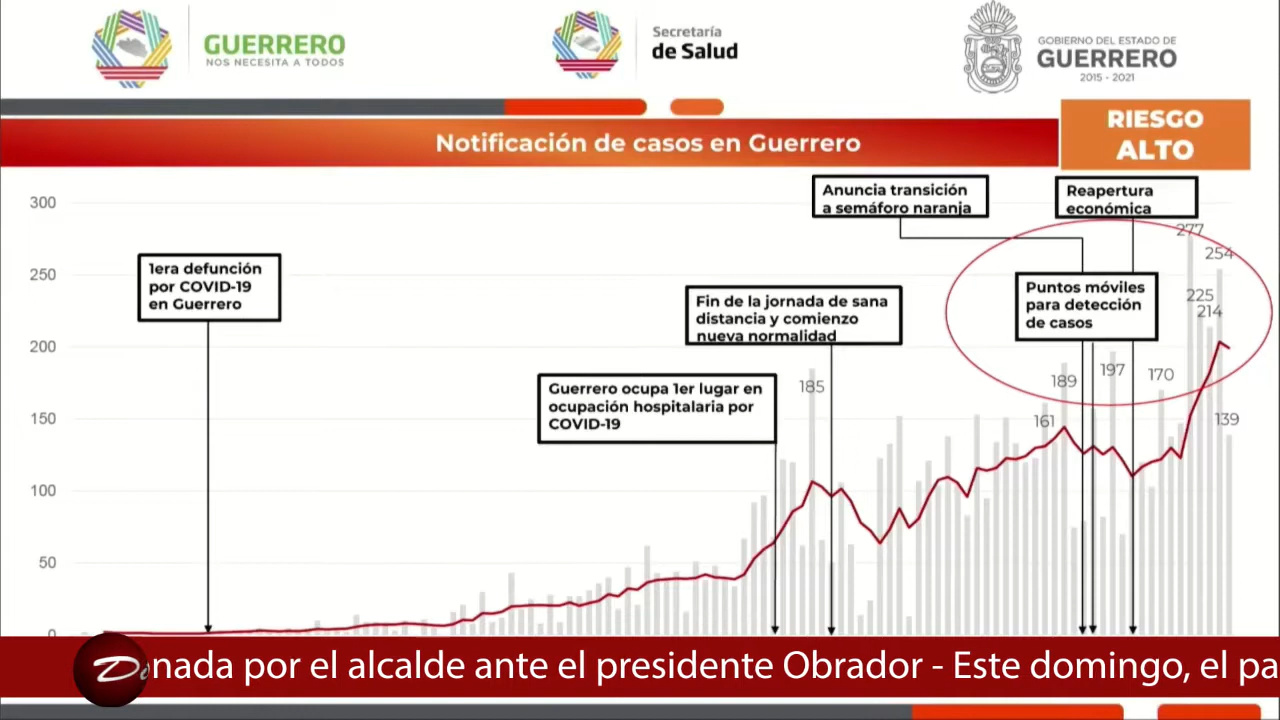 GUERRERO
NOS NECESITA A TODOS
Secretaría
de Salud
GOBIERNO DEL ESTADO DE
GUERRERO
2015 - 2021
Notificación de casos en Guerrero
RIESGO
ALTO
Anuncia transición
a semáforo naranja
Reapertura
económica
300
277
254
1era defunción
por COVID-19
en Guerrero
250
Puntos móviles
para detección
de casos
Fin de la jornada de sana
distancia y comienzo
nueva normalidad
225
214
200
Guerrero ocupa 1er lugar en
ocupación hospitalaria por
COVID-19
185
189
197
170
150
161
139
100
50
0
nada por el alcalde ante el presidente Obrador - Este domingo, el pa